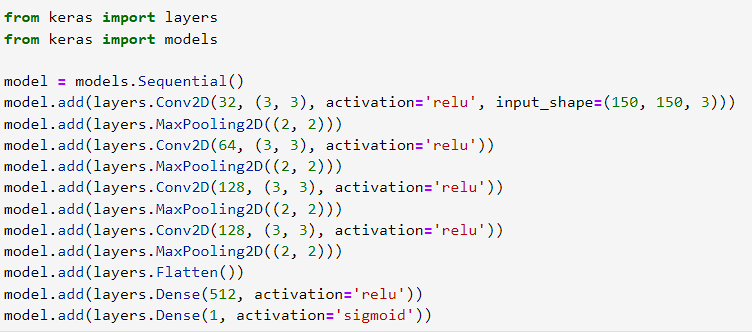 from keras import layers
from keras import models
model = models.Sequential()
model.add(layers.Conv2D(32, (3, 3), activation='relu', input_shape=(150, 150, 3)))
model.add(layers.MaxPooling2D((2, 2)))
model.add(layers.Conv2D(64, (3, 3), activation='relu'))
model.add(layers.MaxPooling2D((2, 2)))
model.add(layers.Conv2D(128, (3, 3), activation='relu'))
model.add(layers.MaxPooling2D((2, 2)))
model.add(layers.Conv2D(128, (3, 3), activation='relu'))
model.add(layers.MaxPooling2D((2, 2)))
model.add(layers.Flatten())
model.add(layers.Dense(512, activation='relu'))
model.add(layers.Dense(1, activation='sigmoid'))